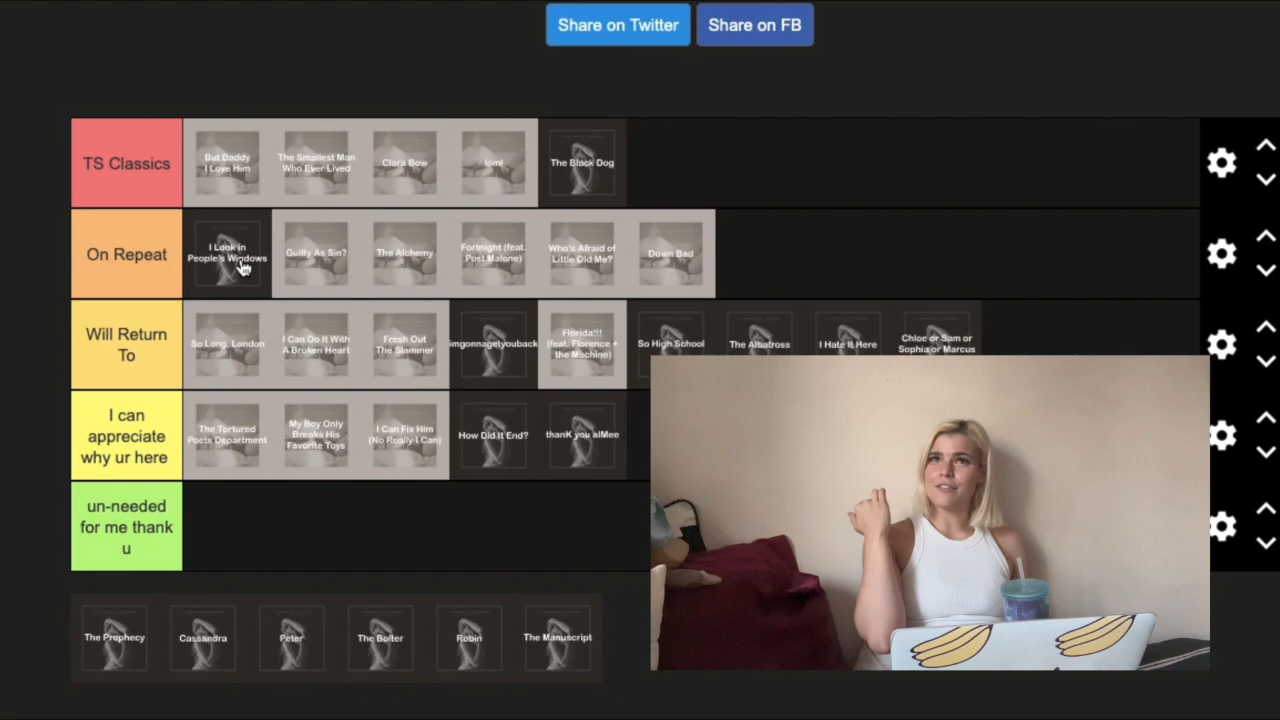 Share on Twitter
Share on FB
TS Classics
But Daddy
I Love Him
The Smallest Man
Who Ever Lived
Clara Bow
loml
The Black Dog
On Repeat
I Look in
People's Windows
Guilty As Sin?
The Alchemy
Fortnight (feat.
Post Malone)
Who's Afraid of
Little Old Me?
Down Bad
Will Return
To
So Long, London
I Can Do It With
A Broken Heart
Fresh Out
The Slammer
imgonnagetyouback
Florida!!!
(feat. Florence +
the Machine)
So High School
The Albatross
I Hate It Here
Chloe or Sam or
Sophia or Marcus
I can
appreciate
why ur here
The Tortured
Poets Department
My Boy Only
Breaks His
Favorite Toys
I Can Fix Him
(No Really I Can)
How Did It End?
thanK you aIMee
un-needed
for me thank
u
The Prophecy
Cassandra
Peter
The Bolter
Robin
The Manuscript